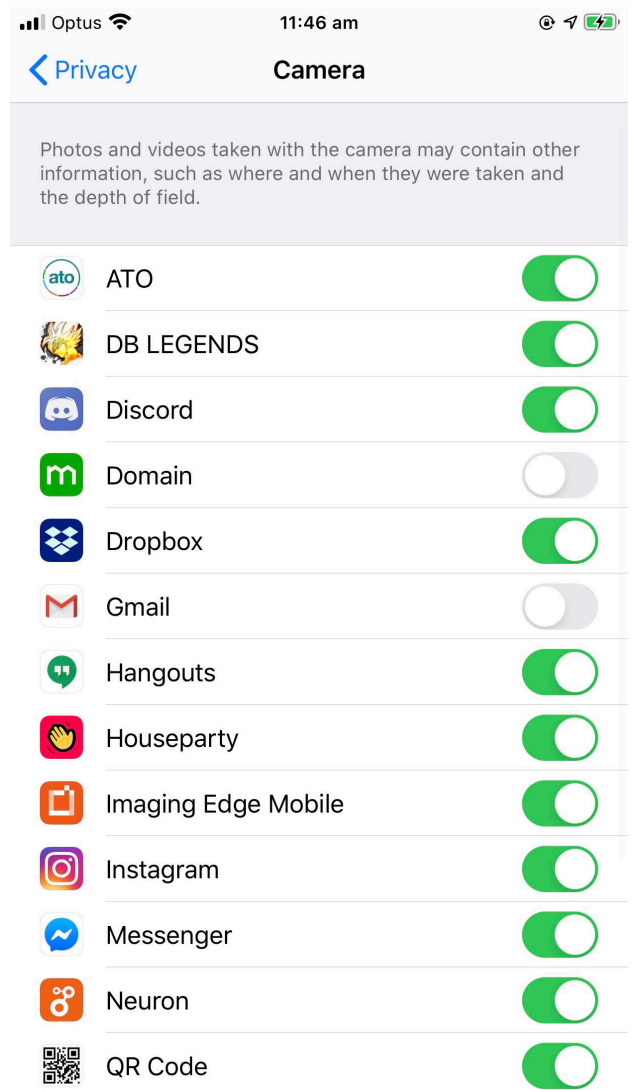 Optus
11:46 am
Privacy
Camera
Photos and videos taken with the camera may contain other
information, such as where and when they were taken and
the depth of field.
ato ATO
DB LEGENDS
Discord
Domain
Dropbox
Gmail
Hangouts
Houseparty
Imaging Edge Mobile
Instagram
Messenger
Neuron
QR Code